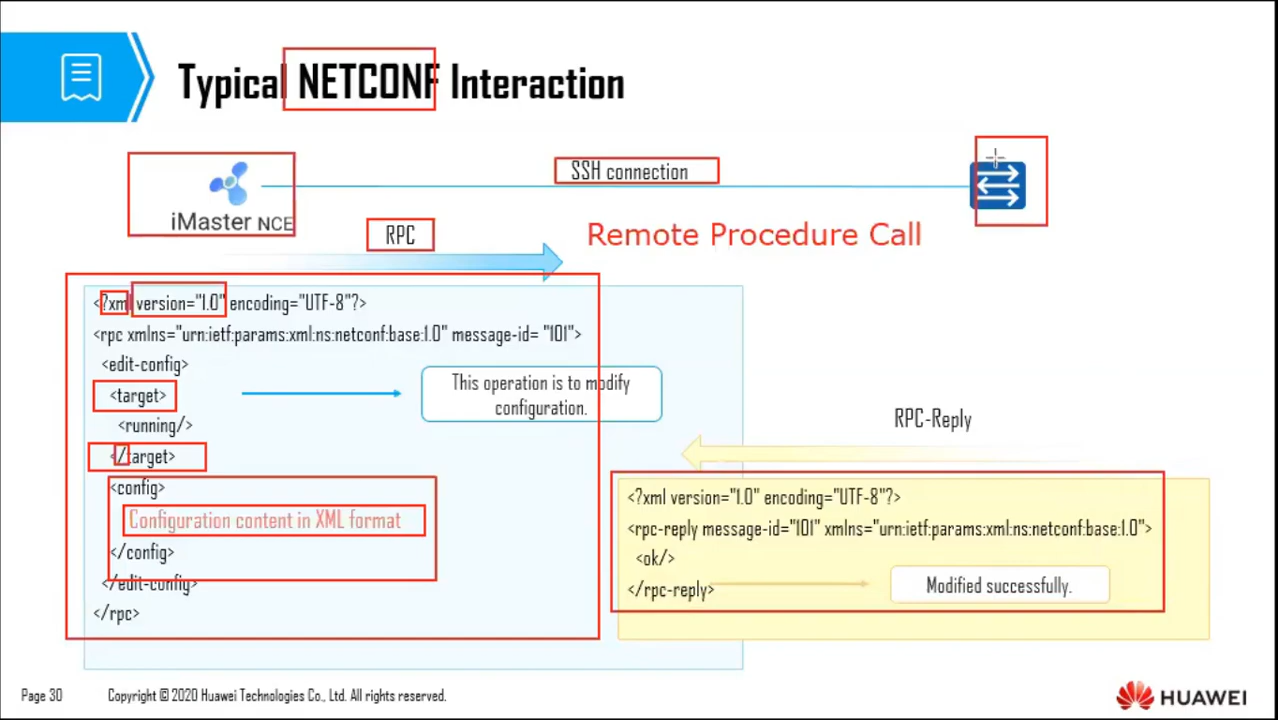 Typical NETCONF Interaction
SSH connection
iMaster NCE
RPC
Remote Procedure Call
<?xml version="1.0" encoding="UTF-8"?>
<rpc xmlns="urn:ietf:params:xml:ns:netconf:base:1.0" message-id= "101">
<edit-config>
<target>
<running/>
</target>
<config>
Configuration content in XML format
</config>
</edit-config>
</rpc>
This operation is to modify
configuration.
RPC-Reply
<?xml version="1.0" encoding="UTF-8"?>
<rpc-reply message-id="101" xmlns="urn:ietf:params:xml:ns:netconf:base:1.0">
<ok/>
</rpc-reply>
Modified successfully.
Page 30
Copyright © 2020 Huawei Technologies Co., Ltd. All rights reserved.
HUAWEI